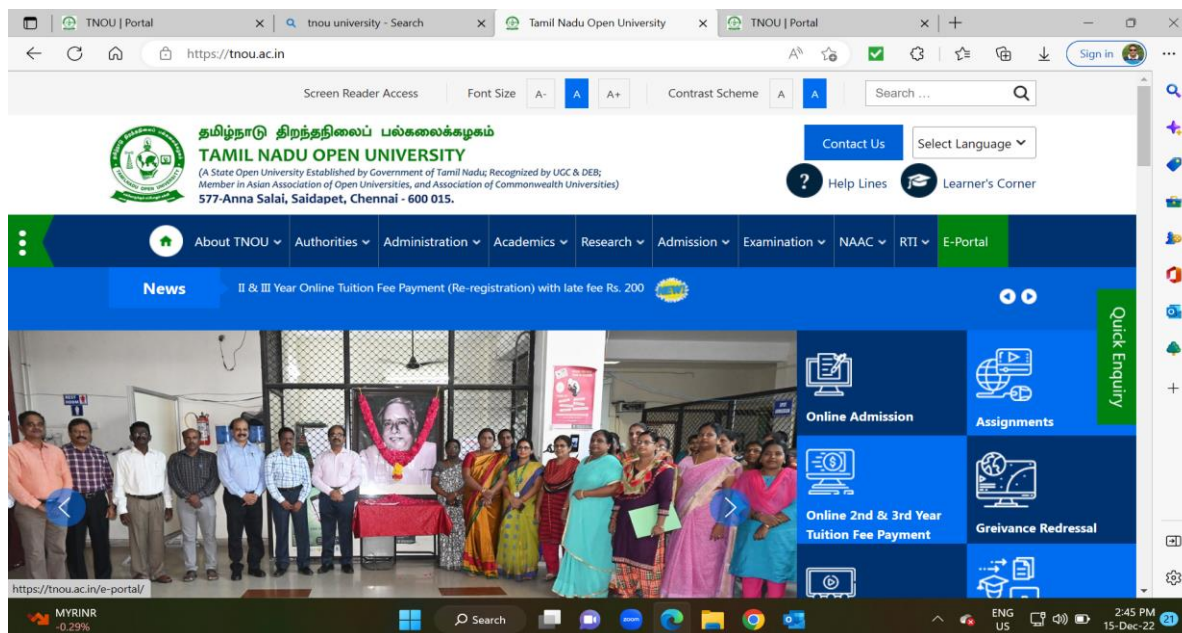 TNOU | Portal
tnou university - Search
Tamil Nadu Open University
TNOU | Portal
https://tnou.ac.in
Sign in
Screen Reader Access Font Size A- A A+ Contrast Scheme A A Search ...
தமிழ்நாடு திறந்தநிலைப் பல்கலைக்கழகம்
TAMIL NADU OPEN UNIVERSITY
(A State Open University Established by Government of Tamil Nadu; Recognized by UGC & DEB;
Member in Asian Association of Open Universities, and Association of Commonwealth Universities)
577-Anna Salai, Saidapet, Chennai - 600 015.
Contact Us Select Language
? Help Lines Learner's Corner
About TNOU Authorities Administration Academics Research Admission Examination NAAC RTI E-Portal
News II & III Year Online Tuition Fee Payment (Re-registration) with late fee Rs. 200 NEW!
Quick Enquiry
Online Admission
Assignments
Online 2nd & 3rd Year
Tuition Fee Payment
Greivance Redressal
https://tnou.ac.in/e-portal/
MYRINR
-0.29%
Search
zoom
ENG
US
2:45 PM
15-Dec-22
21